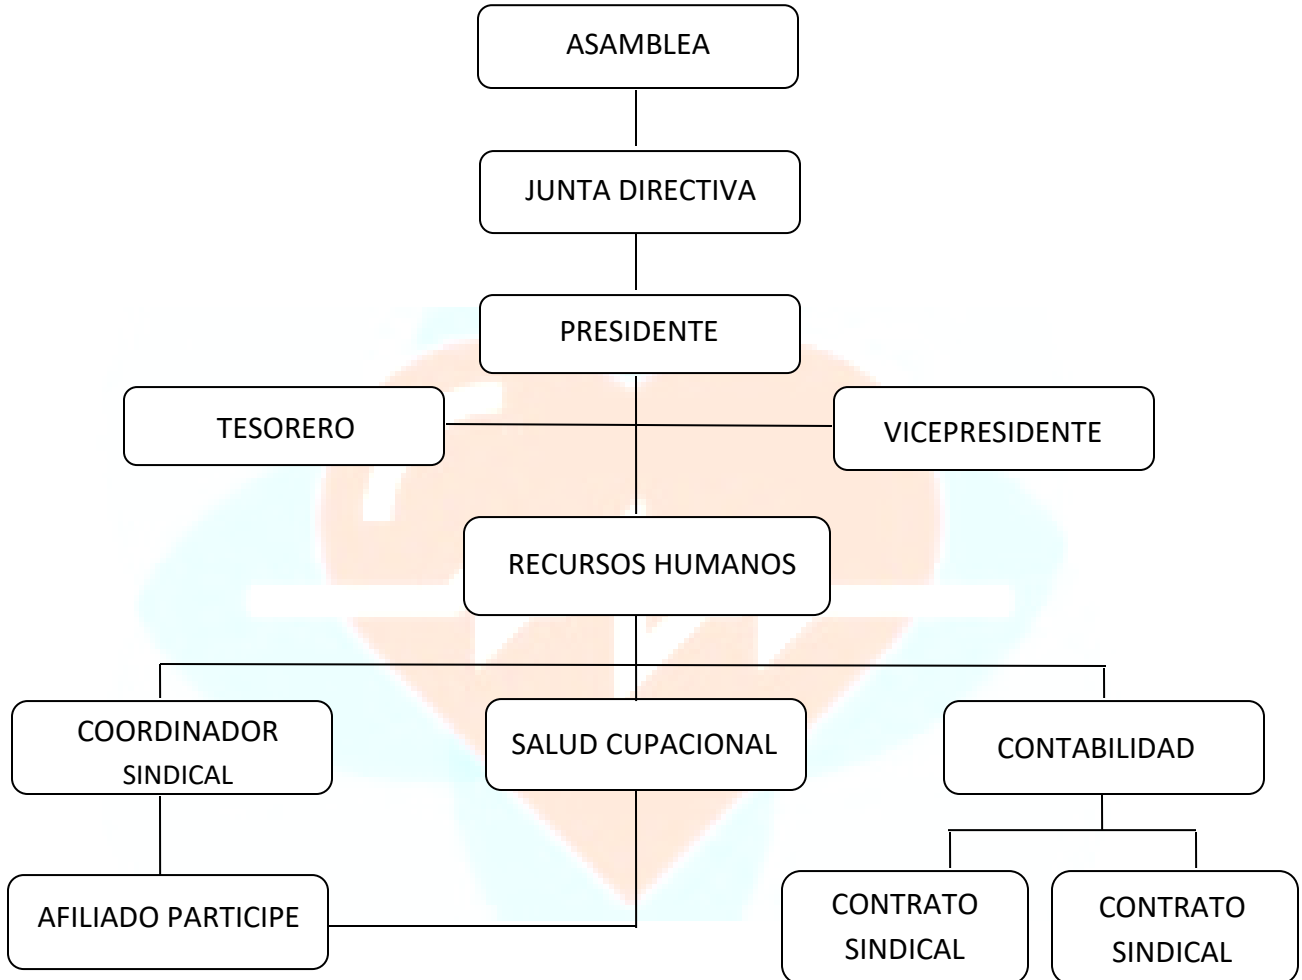 ASAMBLEA
JUNTA DIRECTIVA
PRESIDENTE
TESORERO
VICEPRESIDENTE
RECURSOS HUMANOS
COORDINADOR
SINDICAL
SALUD CUPACIONAL
CONTABILIDAD
AFILIADO PARTICIPE
CONTRATO
SINDICAL
CONTRATO
SINDICAL